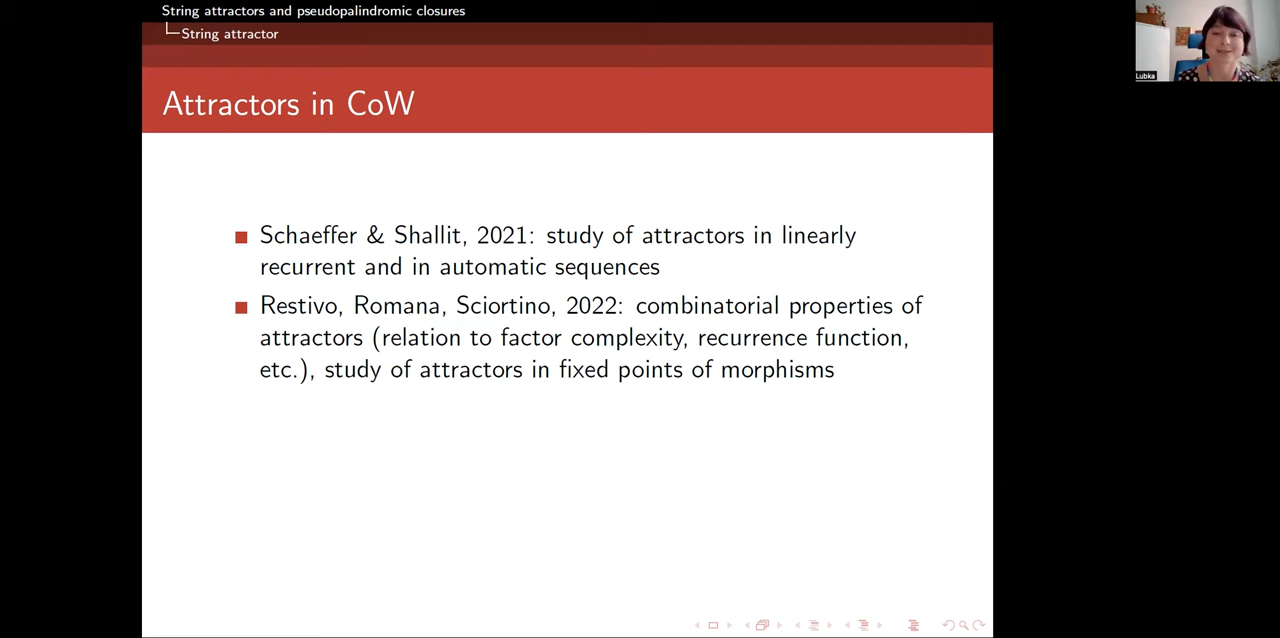 String attractors and pseudopalindromic closures
String attractor
Attractors in CoW
Schaeffer & Shallit, 2021: study of attractors in linearly
recurrent and in automatic sequences
Restivo, Romana, Sciortino, 2022: combinatorial properties of
attractors (relation to factor complexity, recurrence function,
etc.), study of attractors in fixed points of morphisms
Lubka